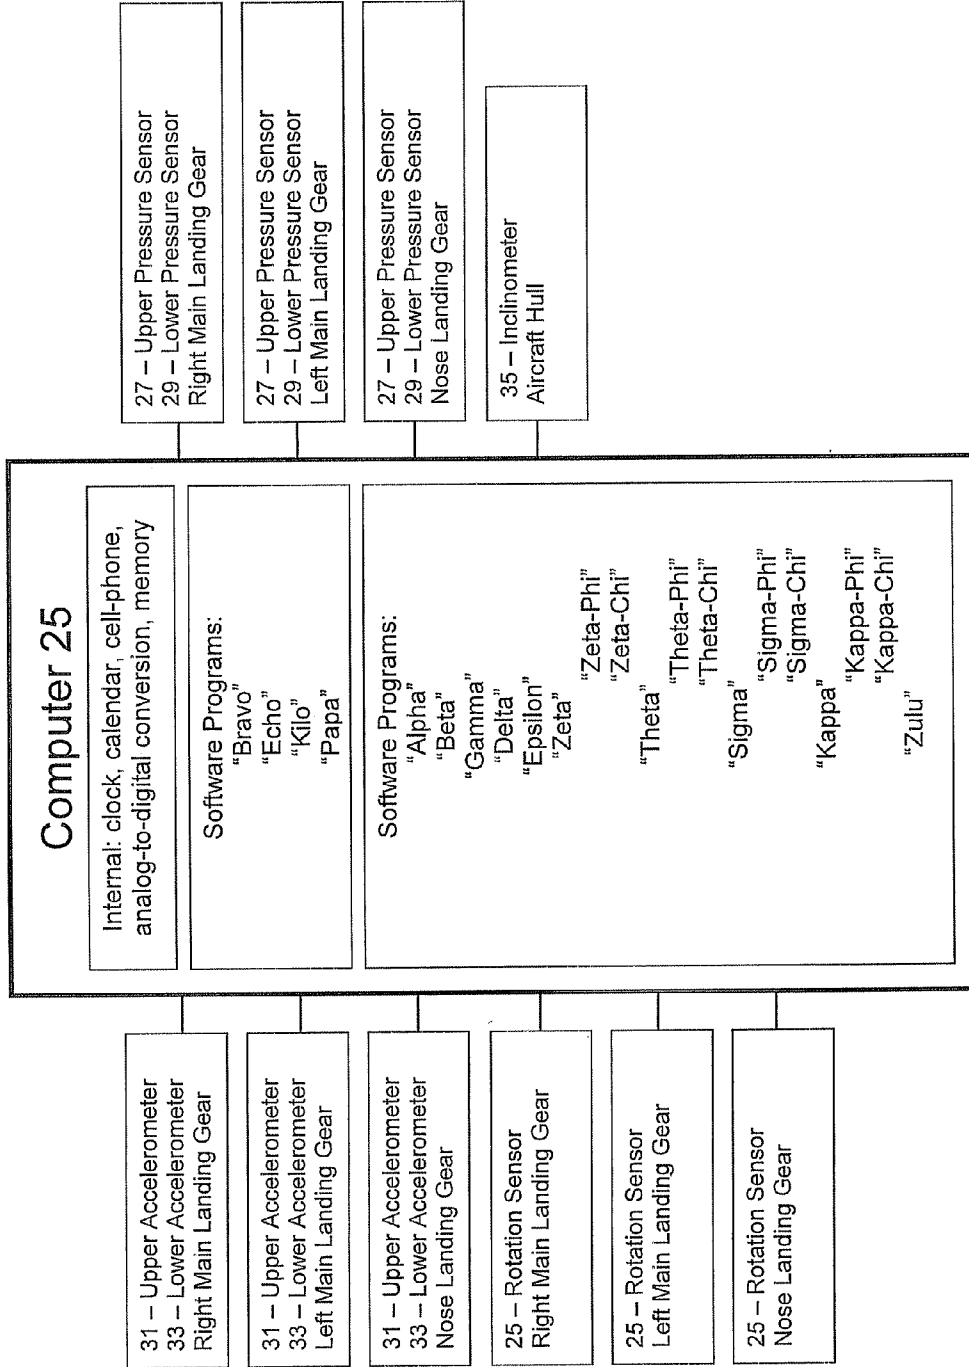 Computer 25
Internal: clock, calendar, cell-phone,
analog-to-digital conversion, memory
Software Programs:
“Bravo”
“Echo”
“Kilo”
“Papa”
Software Programs:
“Alpha”
“Beta”
“Gamma”
“Delta”
“Epsilon”
“Zeta”
“Zeta-Phi”
“Zeta-Chi”
“Theta”
“Theta-Phi”
“Theta-Chi”
“Sigma”
“Sigma-Phi”
“Sigma-Chi”
“Kappa”
“Kappa-Phi”
“Kappa-Chi”
“Zulu”
31 – Upper Accelerometer
33 – Lower Accelerometer
Right Main Landing Gear
31 – Upper Accelerometer
33 – Lower Accelerometer
Left Main Landing Gear
31 – Upper Accelerometer
33 – Lower Accelerometer
Nose Landing Gear
25 – Rotation Sensor
Right Main Landing Gear
25 – Rotation Sensor
Left Main Landing Gear
25 – Rotation Sensor
Nose Landing Gear
27 – Upper Pressure Sensor
29 – Lower Pressure Sensor
Right Main Landing Gear
27 – Upper Pressure Sensor
29 – Lower Pressure Sensor
Left Main Landing Gear
27 – Upper Pressure Sensor
29 – Lower Pressure Sensor
Nose Landing Gear
35 – Inclinometer
Aircraft Hull